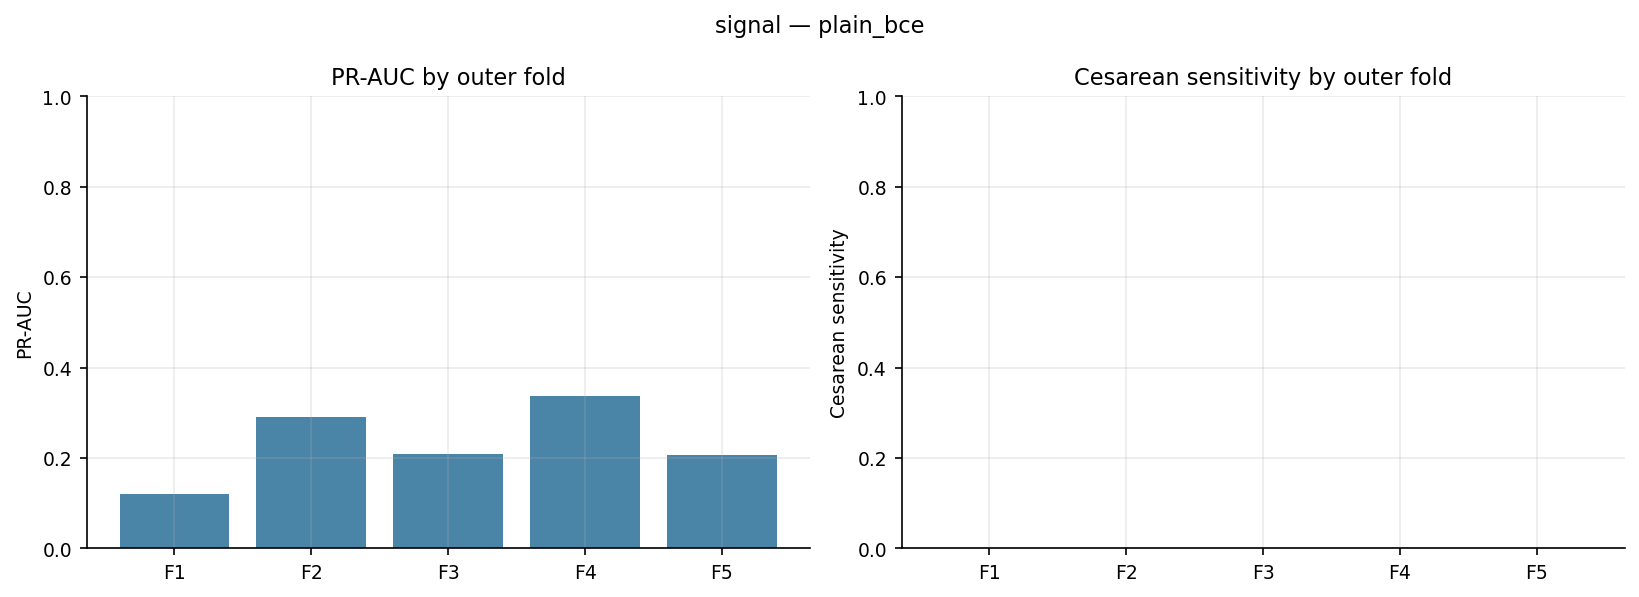 signal — plain_bce
PR-AUC by outer fold
PR-AUC
1.0
0.8
0.6
0.4
0.2
0.0
F1 F2 F3 F4 F5
Cesarean sensitivity by outer fold
Cesarean sensitivity
1.0
0.8
0.6
0.4
0.2
0.0
F1 F2 F3 F4 F5